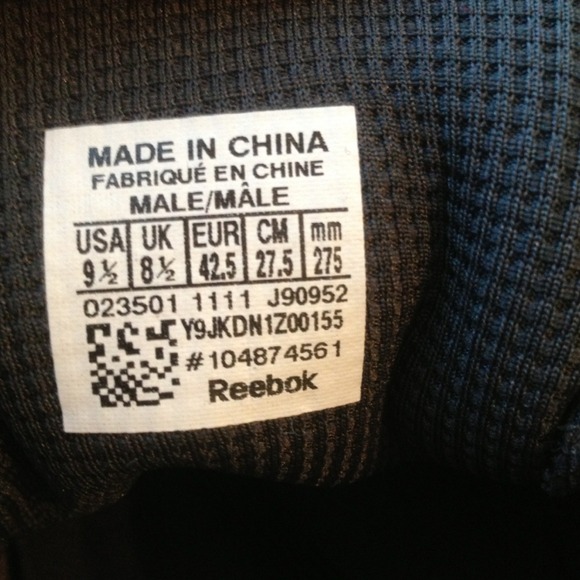 MADE IN CHINA
FABRIQUÉ EN CHINE
MALE/MÂLE
USA UK EUR CM mm
9½ 8½ 42.5 27.5 275
023501 1111 J90952
Y9JKDN1Z00155
#104874561
Reebok